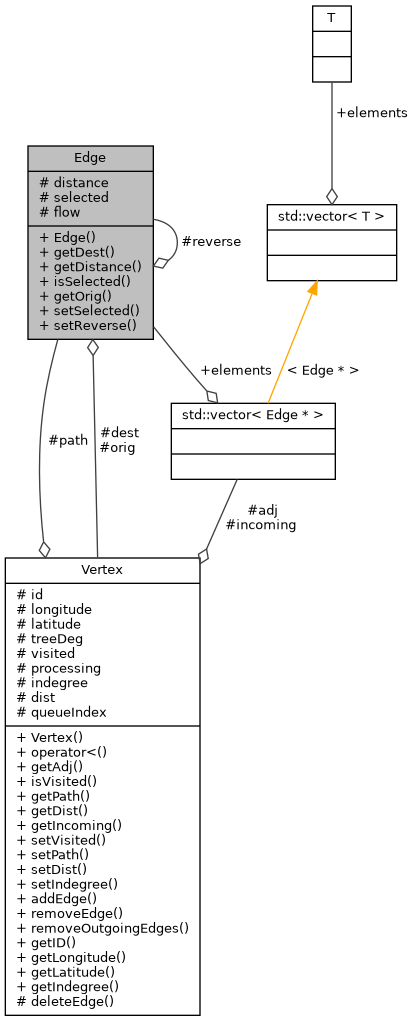 T
+elements
std::vector< T >
Edge
# distance
# selected
# flow
+ Edge()
+ getDest()
+ getDistance()
+ isSelected()
+ getOrig()
+ setSelected()
+ setReverse()
#reverse
+elements
< Edge * >
std::vector< Edge * >
#path
#dest
#orig
#adj
#incoming
Vertex
# id
# longitude
# latitude
# treeDeg
# visited
# processing
# indegree
# dist
# queueIndex
+ Vertex()
+ operator<()
+ getAdj()
+ isVisited()
+ getPath()
+ getDist()
+ getIncoming()
+ setVisited()
+ setPath()
+ setDist()
+ setIndegree()
+ addEdge()
+ removeEdge()
+ removeOutgoingEdges()
+ getID()
+ getLongitude()
+ getLatitude()
+ getIndegree()
# deleteEdge()